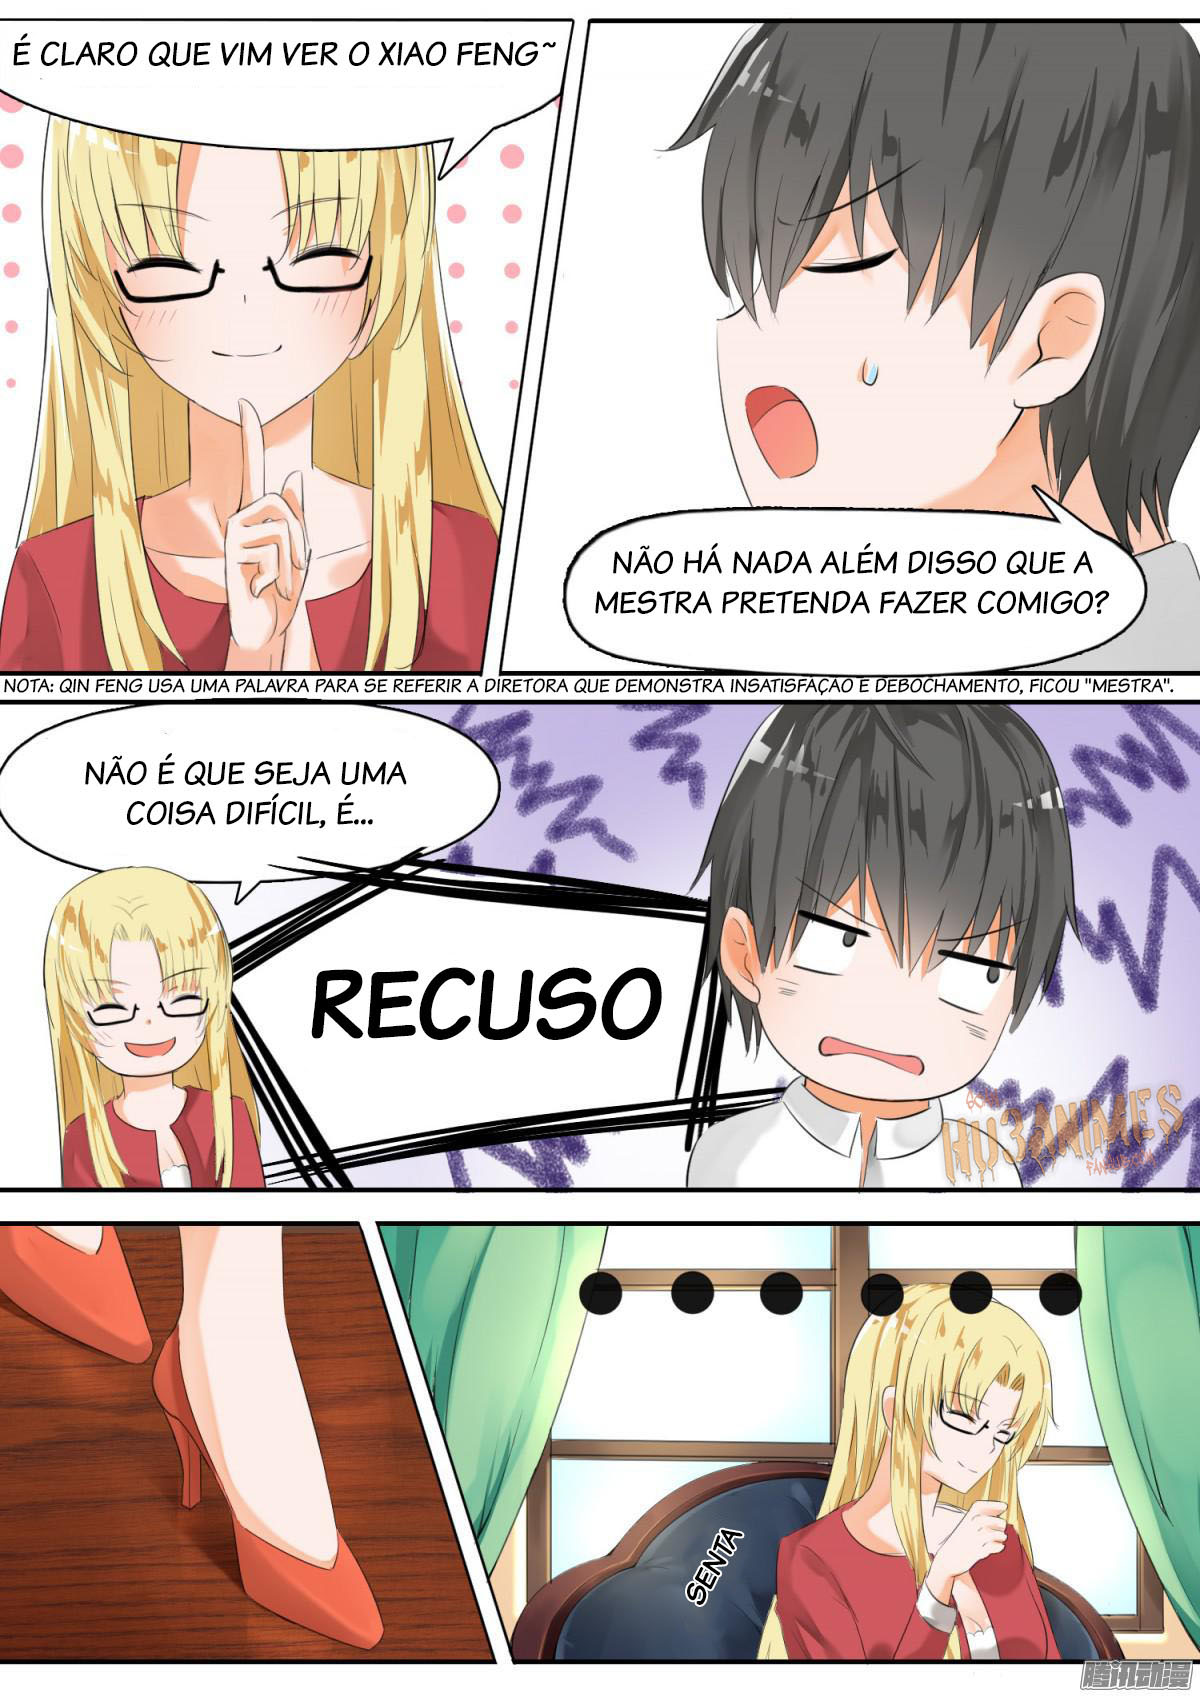 É CLARO QUE VIM VER O XIAO FENG~
NÃO HÁ NADA ALÉM DISSO QUE A
MESTRA PRETENDA FAZER COMIGO?
NOTA: QIN FENG USA UMA PALAVRA PARA SE REFERIR A DIRETORA QUE DEMONSTRA INSATISFAÇÃO E DEBOCHAMENTO, FICOU "MESTRA".
NÃO É QUE SEJA UMA
COISA DIFÍCIL, É...
RECUSO
HU3ANIMES
SENTA
腾讯动漫